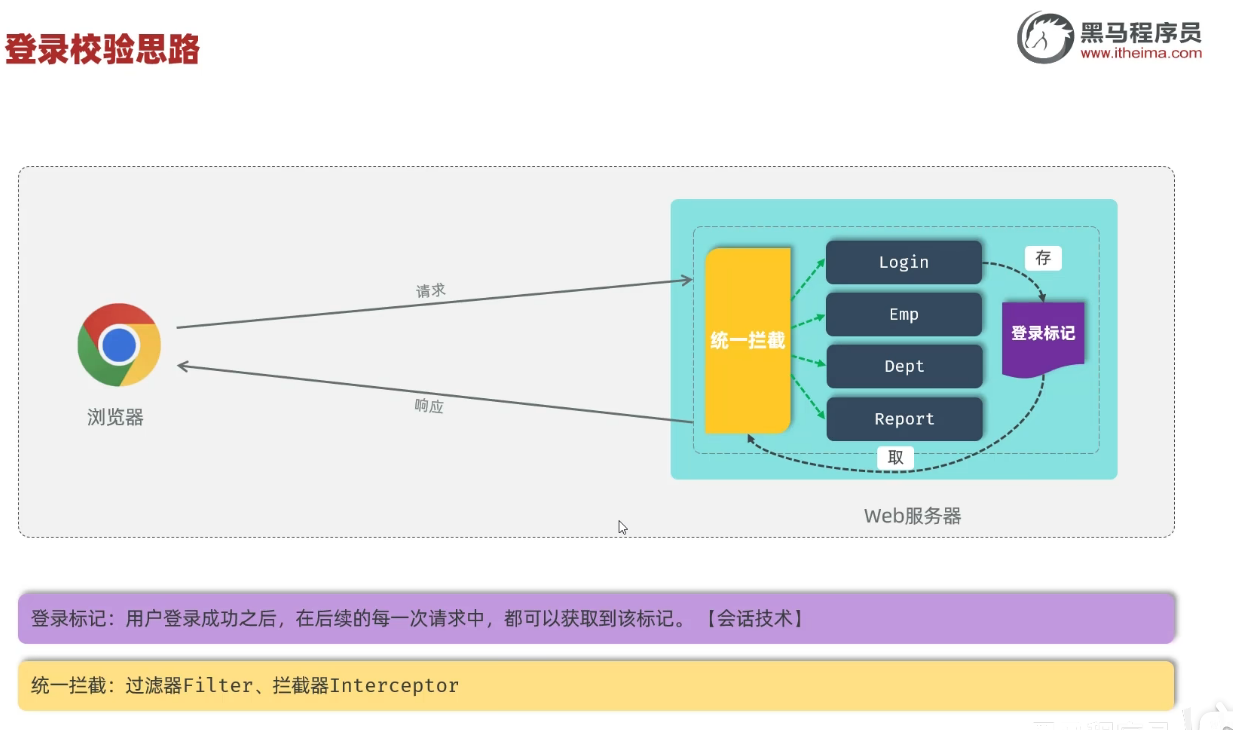 登录校验思路
黑马程序员
www.itheima.com
请求
响应
浏览器
统一拦截
Login
Emp
Dept
Report
存
登录标记
取
Web服务器
登录标记：用户登录成功之后，在后续的每一次请求中，都可以获取到该标记。【会话技术】
统一拦截：过滤器Filter、拦截器Interceptor